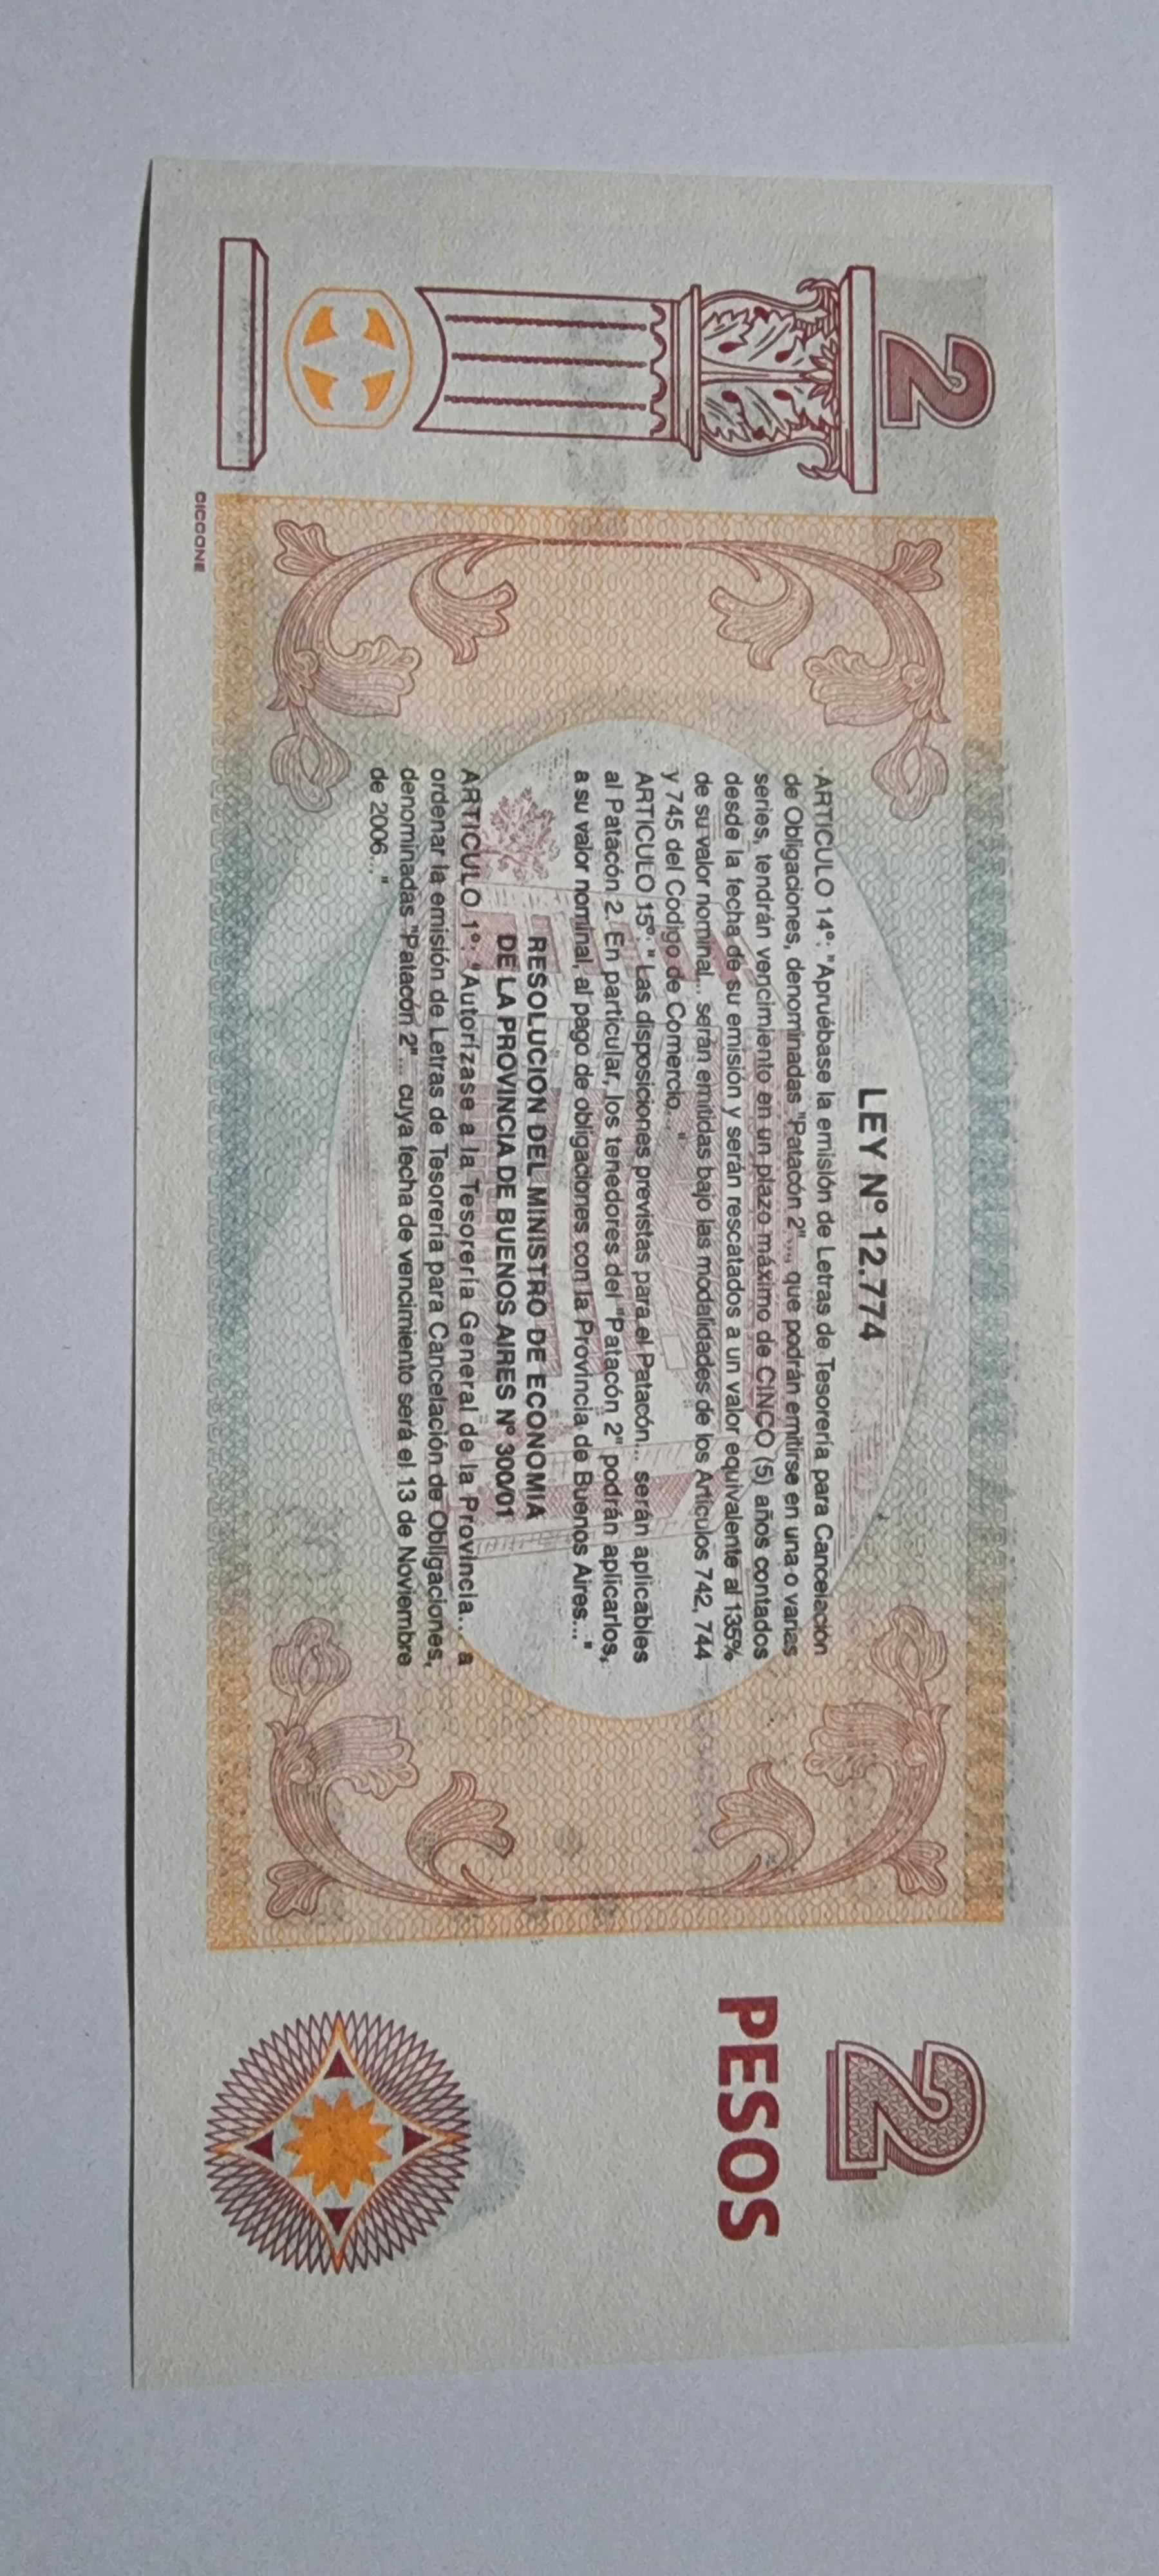 2
LEY Nº 12.774
ARTICULO 14º: "Apruébase la emisión de Letras de Tesorería para Cancelación
de Obligaciones, denominadas "Patacón 2"..., que podrán emitirse en una o varias
series, tendrán vencimiento en un plazo máximo de CINCO (5) años contados
desde la fecha de su emisión y serán rescatados a un valor equivalente al 135%
de su valor nominal... serán emitidas bajo las modalidades de los Artículos 742, 744
y 745 del Código de Comercio..."
ARTICULO 15º: " Las disposiciones previstas para el Patacón... serán aplicables
al Patacón 2. En particular, los tenedores del "Patacón 2" podrán aplicarlos,
a su valor nominal, al pago de obligaciones con la Provincia de Buenos Aires..."
RESOLUCION DEL MINISTRO DE ECONOMIA
DE LA PROVINCIA DE BUENOS AIRES Nº 300/01
ARTICULO 1º: "Autorízase a la Tesorería General de la Provincia... a
ordenar la emisión de Letras de Tesorería para Cancelación de Obligaciones,
denominadas "Patacón 2"... cuya fecha de vencimiento será el 13 de Noviembre
de 2006..."
2
PESOS
CICCONE